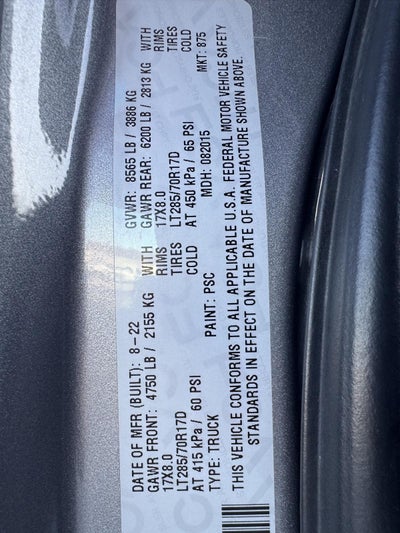 DATE OF MFR (BUILT): 8-22 GVWR: 8565 LB / 3886 KG
GAWR FRONT: 4750 LB / 2155 KG WITH GAWR REAR: 6200 LB / 2813 KG WITH
17X8.0 RIMS 17X8.0 RIMS
LT285/70R17D TIRES LT285/70R17D TIRES
AT 415 kPa / 60 PSI COLD AT 450 kPa / 65 PSI COLD
TYPE: TRUCK PAINT: PSC MDH: 082015 MKT: 875
THIS VEHICLE CONFORMS TO ALL APPLICABLE U.S.A. FEDERAL MOTOR VEHICLE SAFETY
STANDARDS IN EFFECT ON THE DATE OF MANUFACTURE SHOWN ABOVE.